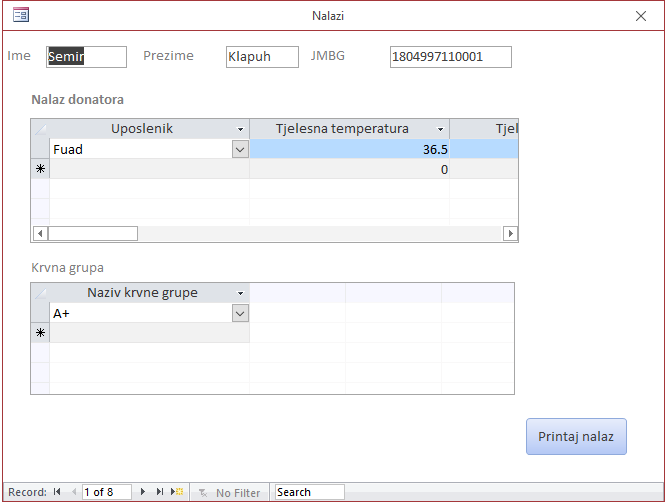 Nalazi
Ime Semir Prezime Klapuh JMBG 1804997110001
Nalaz donatora
Uposlenik Tjelesna temperatura Tjel
Fuad 36.5
0
Krvna grupa
Naziv krvne grupe
A+
Printaj nalaz
Record: 1 of 8 No Filter Search